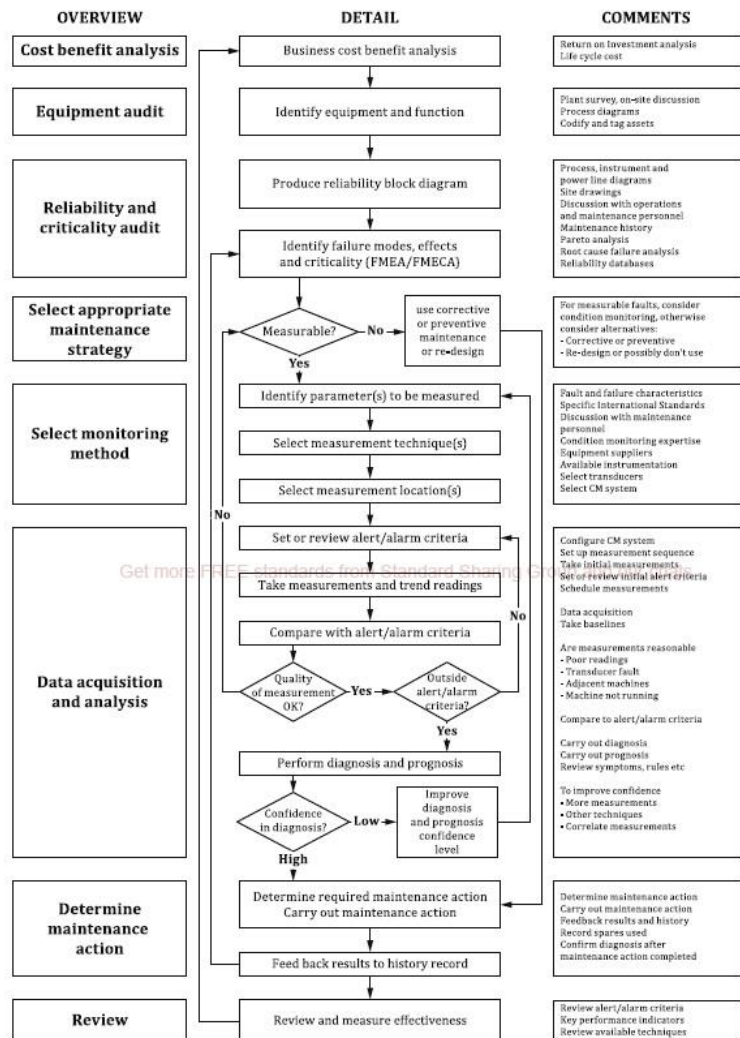 OVERVIEW
DETAIL
COMMENTS
Cost benefit analysis
Business cost benefit analysis
Return on Investment analysis
Life cycle cost
Equipment audit
Identify equipment and function
Plant survey, on-site discussion
Process diagrams
Codify and tag assets
Reliability and
criticality audit
Produce reliability block diagram
Identify failure modes, effects
and criticality (FMEA/FMECA)
Process, instrument and
power line diagrams
Site drawings
Discussion with operations
and maintenance personnel
Maintenance history
Pareto analysis
Root cause failure analysis
Reliability databases
Select appropriate
maintenance
strategy
Measurable?
No
use corrective
or preventive
maintenance
or re-design
Yes
For measurable faults, consider
condition monitoring, otherwise
consider alternatives:
- Corrective or preventive
- Re-design or possibly don't use
Select monitoring
method
Identify parameter(s) to be measured
Select measurement technique(s)
Select measurement location(s)
Fault and failure characteristics
Specific International Standards
Discussion with maintenance
personnel
Condition monitoring expertise
Equipment suppliers
Available instrumentation
Select transducers
Select CM system
No
Data acquisition
and analysis
Set or review alert/alarm criteria
Get more FREE standards from Standard Sharing
Take measurements and trend readings
No
Compare with alert/alarm criteria
Quality
of measurement
OK?
Yes
Outside
alert/alarm
criteria?
Yes
Perform diagnosis and prognosis
Confidence
in diagnosis?
Low
Improve
diagnosis
and prognosis
confidence
level
High
Configure CM system
Set up measurement sequence
Take initial measurements
Set or review initial alert criteria
Schedule measurements
Data acquisition
Take baselines
Are measurements reasonable
- Poor readings
- Transducer fault
- Adjacent machines
- Machine not running
Compare to alert/alarm criteria
Carry out diagnosis
Carry out prognosis
Review symptoms, rules etc
To improve confidence
• More measurements
• Other techniques
• Correlate measurements
Determine
maintenance
action
Determine required maintenance action
Carry out maintenance action
Feed back results to history record
Determine maintenance action
Carry out maintenance action
Feedback results and history
Record spares used
Confirm diagnosis after
maintenance action completed
Review
Review and measure effectiveness
Review alert/alarm criteria
Key performance indicators
Review available techniques